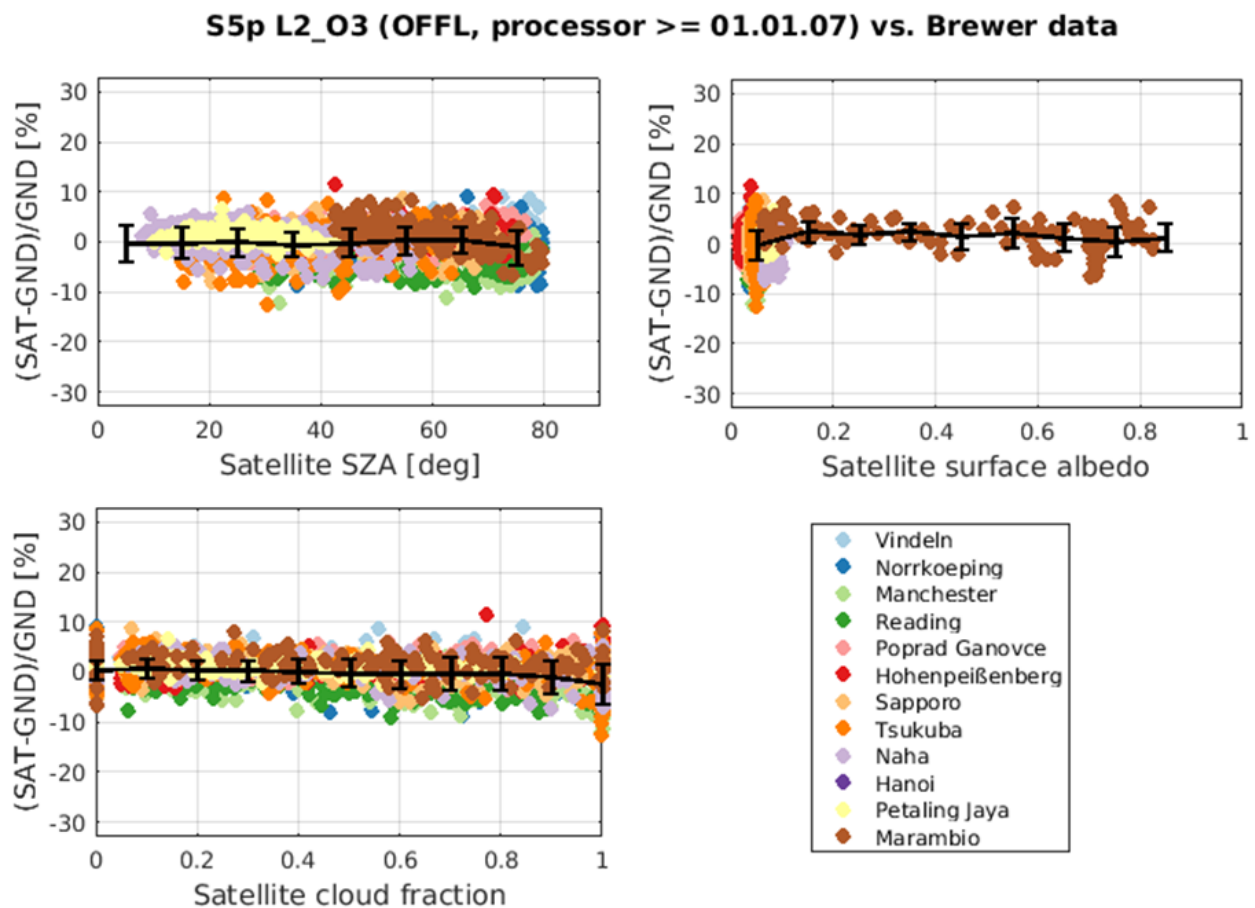 S5p L2_O3 (OFFL, processor >= 01.01.07) vs. Brewer data
(SAT-GND)/GND [%]
30
20
10
0
-10
-20
-30
0 20 40 60 80
Satellite SZA [deg]
(SAT-GND)/GND [%]
30
20
10
0
-10
-20
-30
0 0.2 0.4 0.6 0.8 1
Satellite surface albedo
(SAT-GND)/GND [%]
30
20
10
0
-10
-20
-30
0 0.2 0.4 0.6 0.8 1
Satellite cloud fraction
Vindeln
Norrkoeping
Manchester
Reading
Poprad Ganovce
Hohenpeißenberg
Sapporo
Tsukuba
Naha
Hanoi
Petaling Jaya
Marambio